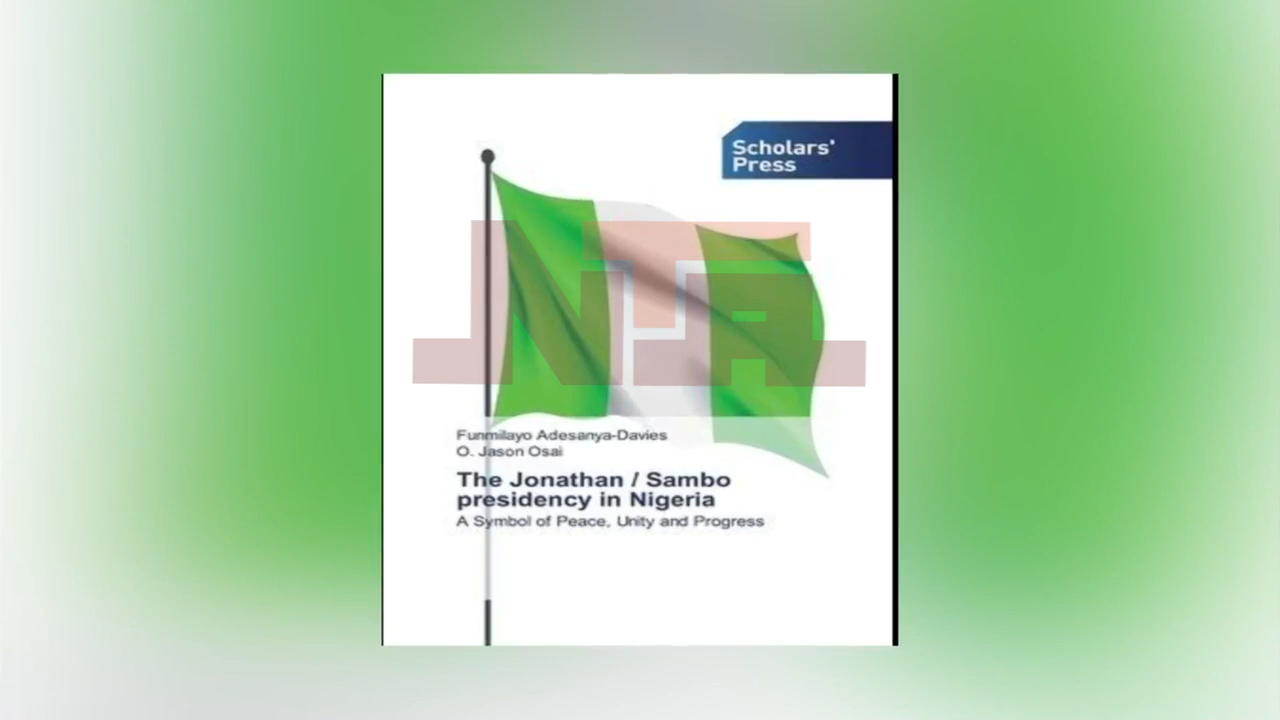 Scholars'
Press
NTA
Funmilayo Adesanya-Davies
O. Jason Osai
The Jonathan / Sambo
presidency in Nigeria
A Symbol of Peace, Unity and Progress